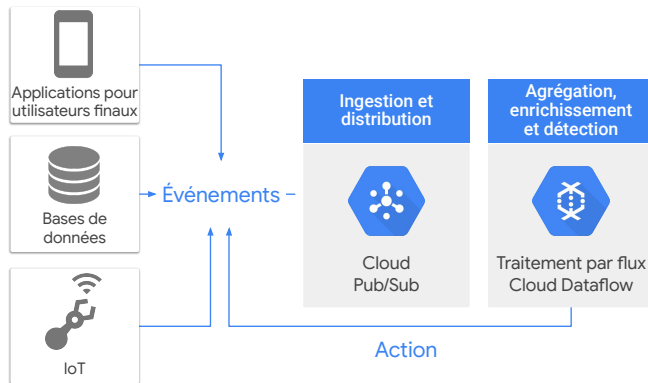 Applications pour
utilisateurs finaux
Bases de
données
IoT
Événements
Ingestion et
distribution
Cloud
Pub/Sub
Agrégation,
enrichissement
et détection
Traitement par flux
Cloud Dataflow
Action